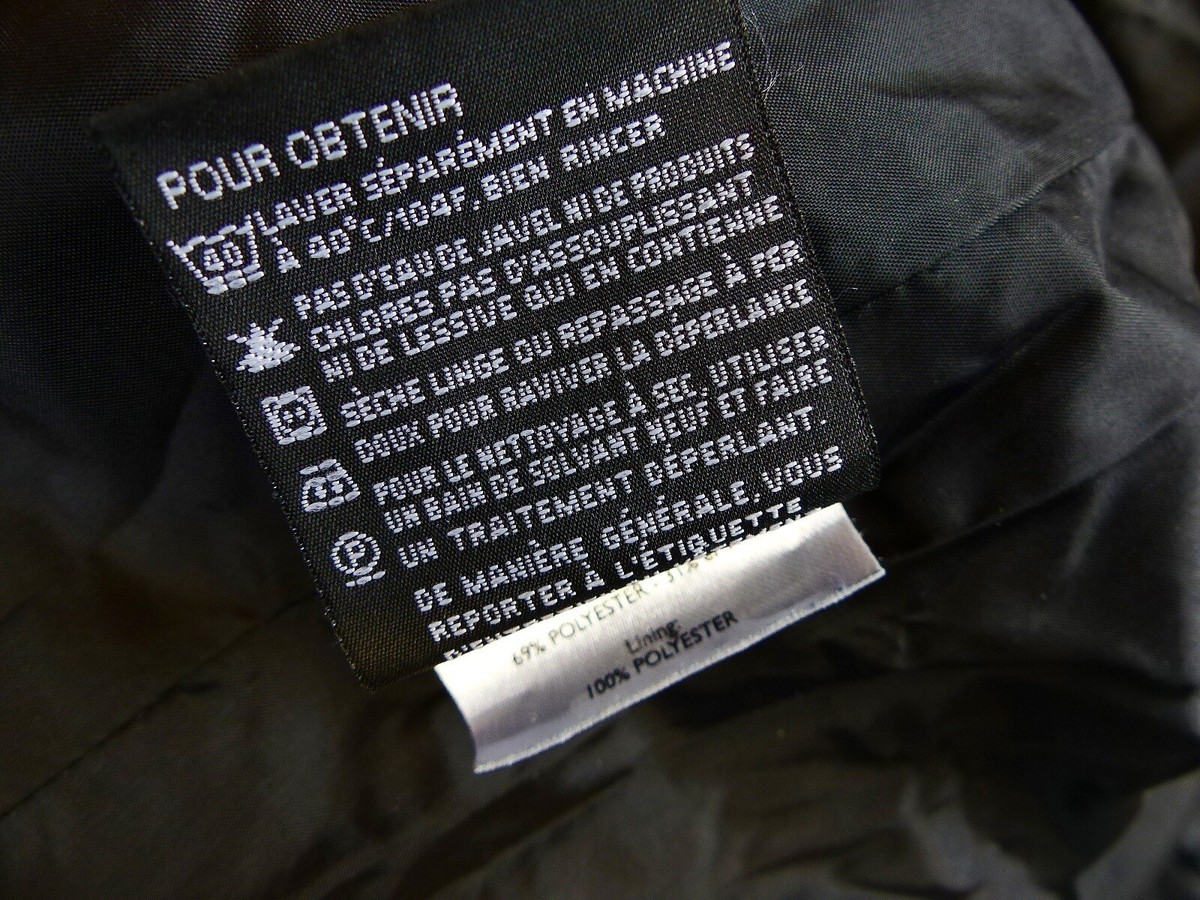 POUR OBTENIR
LAVER SÉPARÉMENT EN MACHINE
40 À 40°C/104F, BIEN RINCER
PAS D'EAU DE JAVEL NI DE PRODUITS
CHLORES PAS D'ASSOUPLISSANT
NI DE LESSIVE QUI EN CONTIENNE
SÈCHE LINGE OU REPASSAGE À FER
DOUX POUR RAVIVER LA DEPERLANCE
POUR LE NETTOYAGE À SEC, UTILISER
UN BAIN DE SOLVANT NEUF ET FAIRE
P UN TRAITEMENT DÉPERLANT.
DE MANIÈRE GÉNÉRALE, VOUS
REPORTER À L'ÉTIQUETTE
69% POLYESTER - 31%
Lining:
100% POLYESTER